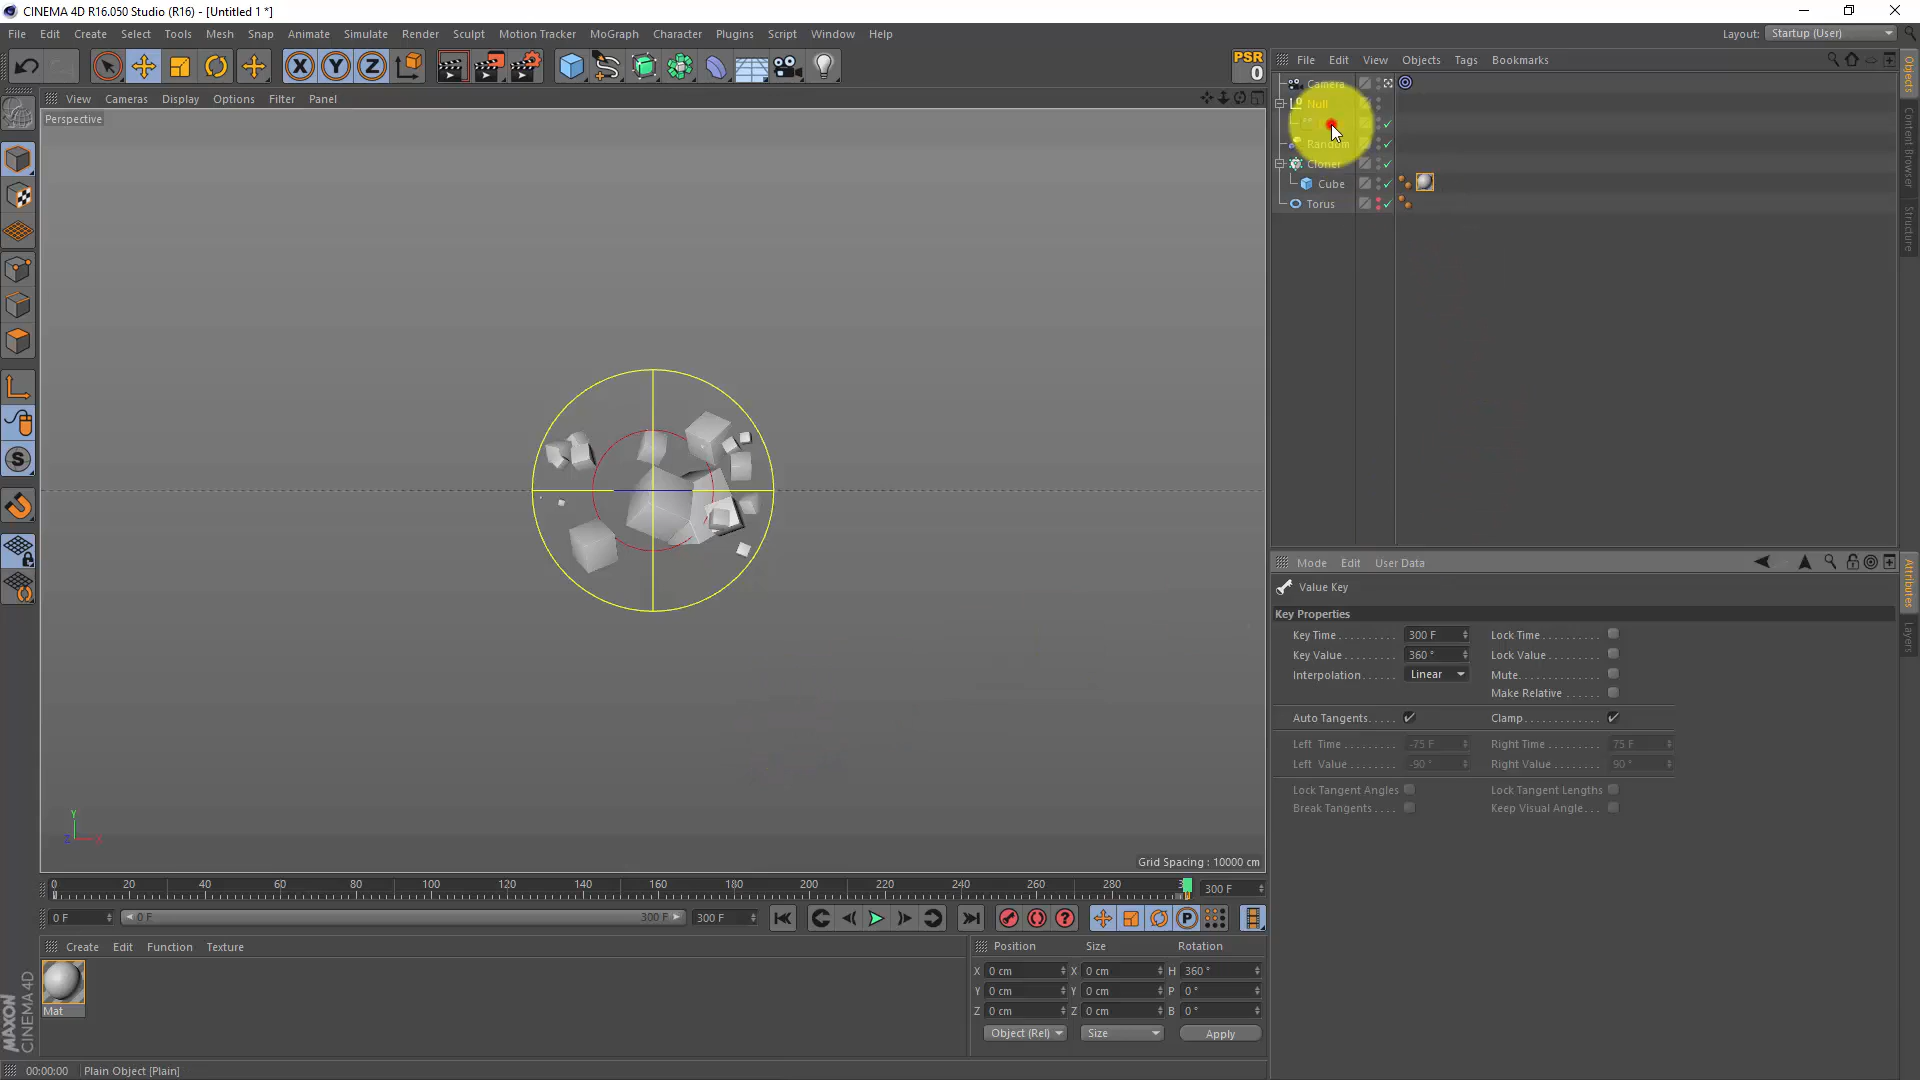 CINEMA 4D R16.050 Studio (R16) - [Untitled 1 *]
File Edit Create Select Tools Mesh Snap Animate Simulate Render Sculpt Motion Tracker MoGraph Character Plugins Script Window Help
Layout: Startup (User)
X Y Z
PSR
0
File Edit View Objects Tags Bookmarks
View Cameras Display Options Filter Panel
Perspective
Camera
Null
Random
Cloner
Cube
Torus
Objects
Content Browser
Structure
Mode Edit User Data
Value Key
Key Properties
Key Time 300 F Lock Time
Key Value 360 ° Lock Value
Interpolation Linear Mute
Make Relative
Auto Tangents Clamp
Left Time -75 F Right Time 75 F
Left Value -90 ° Right Value 90 °
Lock Tangent Angles Lock Tangent Lengths
Break Tangents Keep Visual Angle
Attributes
Layers
Y
Z X
Grid Spacing : 10000 cm
0 20 40 60 80 100 120 140 160 180 200 220 240 260 280 300 F
0 F 0 F 300 F 300 F
Create Edit Function Texture
Mat
Position Size Rotation
X 0 cm X 0 cm H 360 °
Y 0 cm Y 0 cm P 0 °
Z 0 cm Z 0 cm B 0 °
Object (Rel) Size Apply
MAXON
CINEMA 4D
00:00:00 Plain Object [Plain]